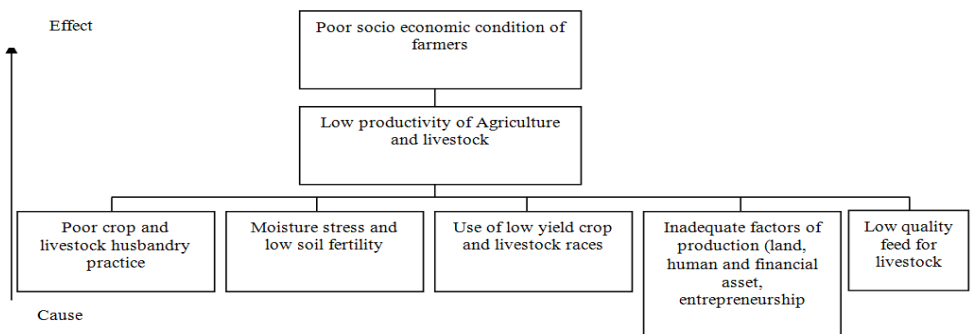 Effect
Poor socio economic condition of
farmers
Low productivity of Agriculture
and livestock
Poor crop and
livestock husbandry
practice
Moisture stress and
low soil fertility
Use of low yield crop
and livestock races
Inadequate factors of
production (land,
human and financial
asset,
entrepreneurship
Low quality
feed for
livestock
Cause